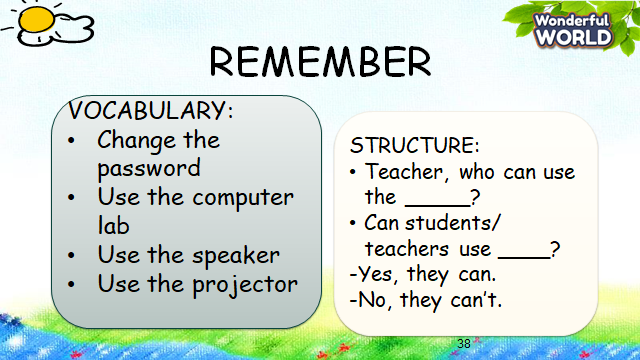 Wonderful
WORLD
REMEMBER
VOCABULARY:
• Change the
password
• Use the computer
lab
• Use the speaker
• Use the projector
STRUCTURE:
• Teacher, who can use
the _____?
• Can students/
teachers use ____?
-Yes, they can.
-No, they can’t.
38